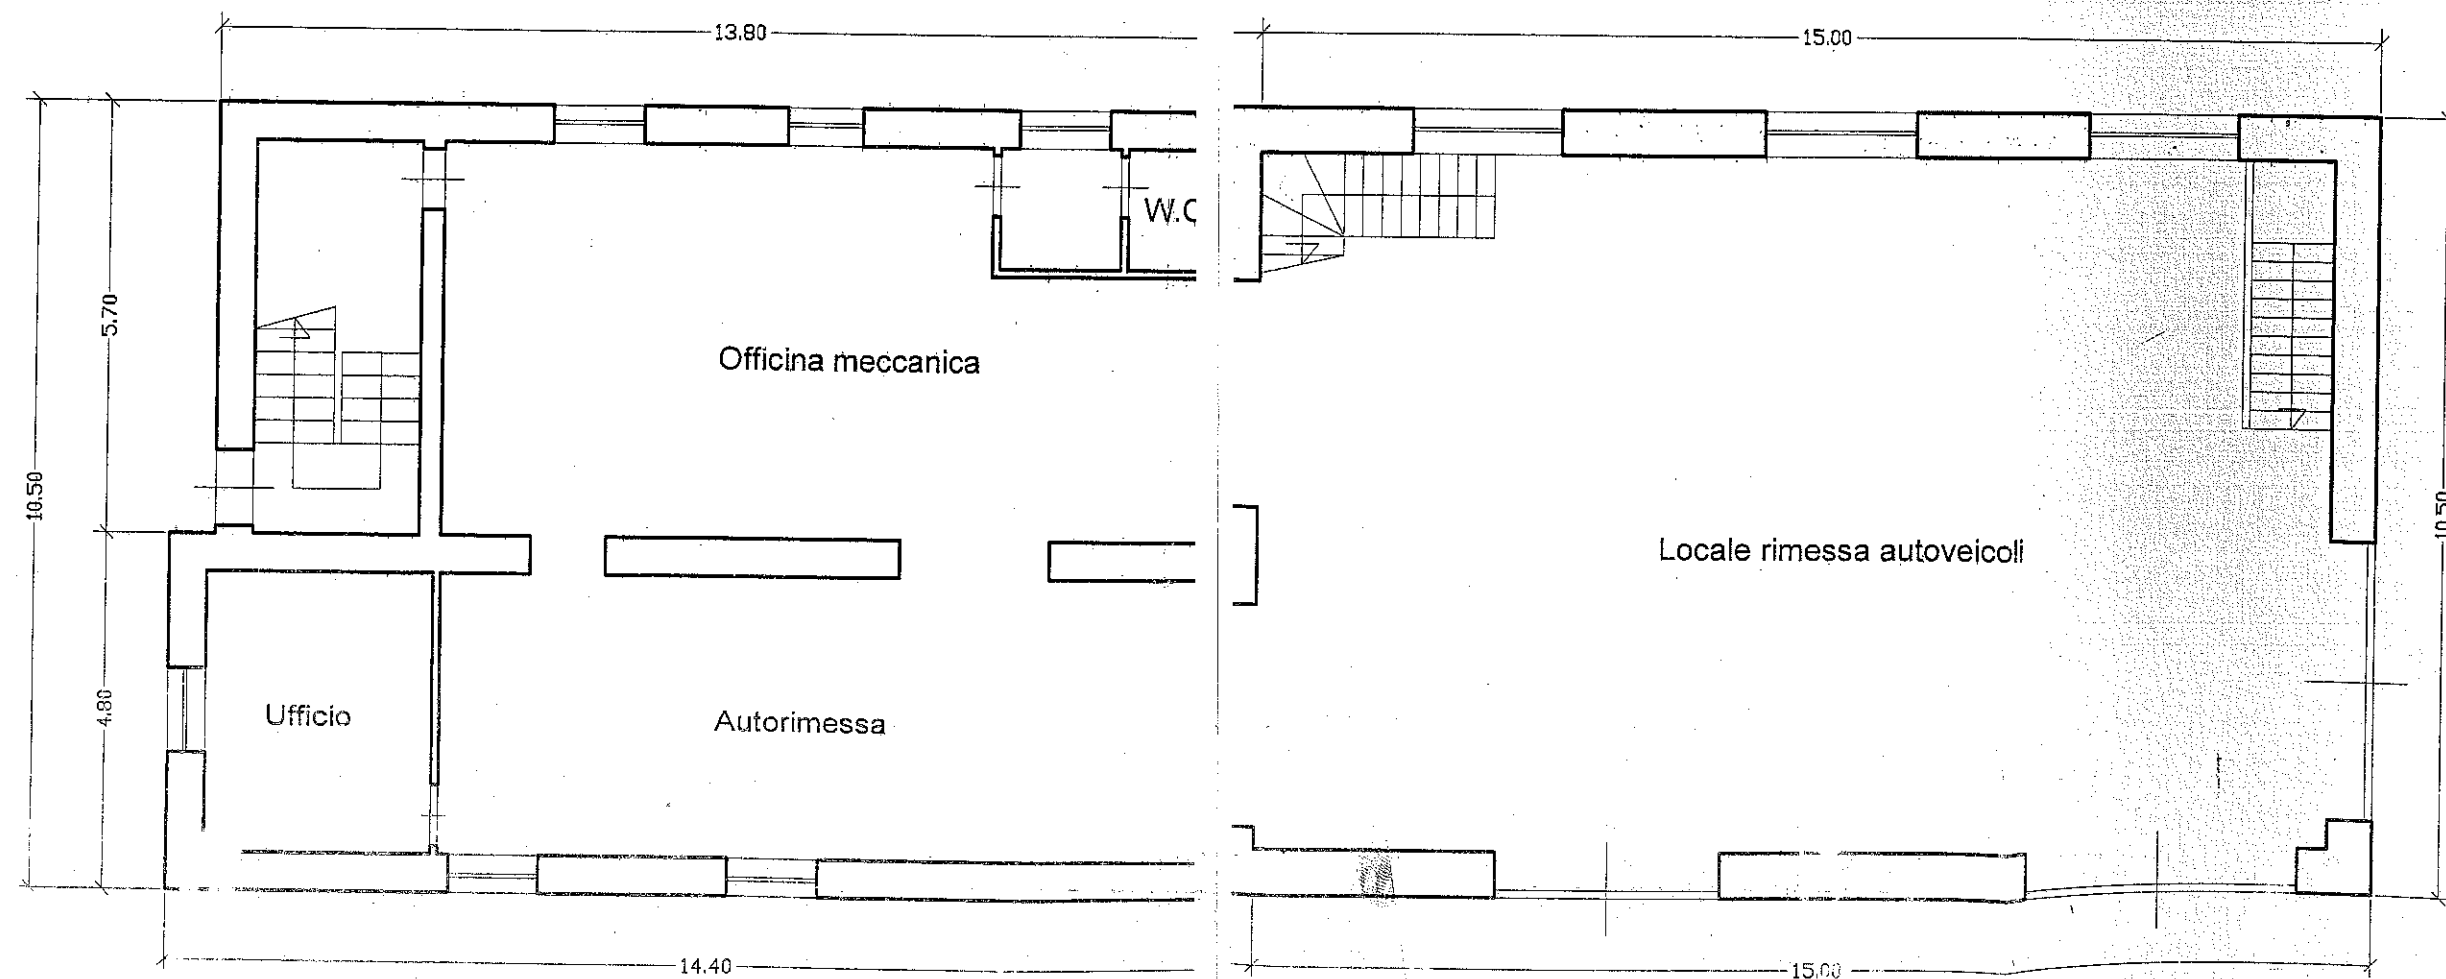 13.80
15.00
W.C
5.70
Officina meccanica
10.50
10.50
Locale rimessa autoveicoli
4.80
Ufficio
Autorimessa
14.40
15.00